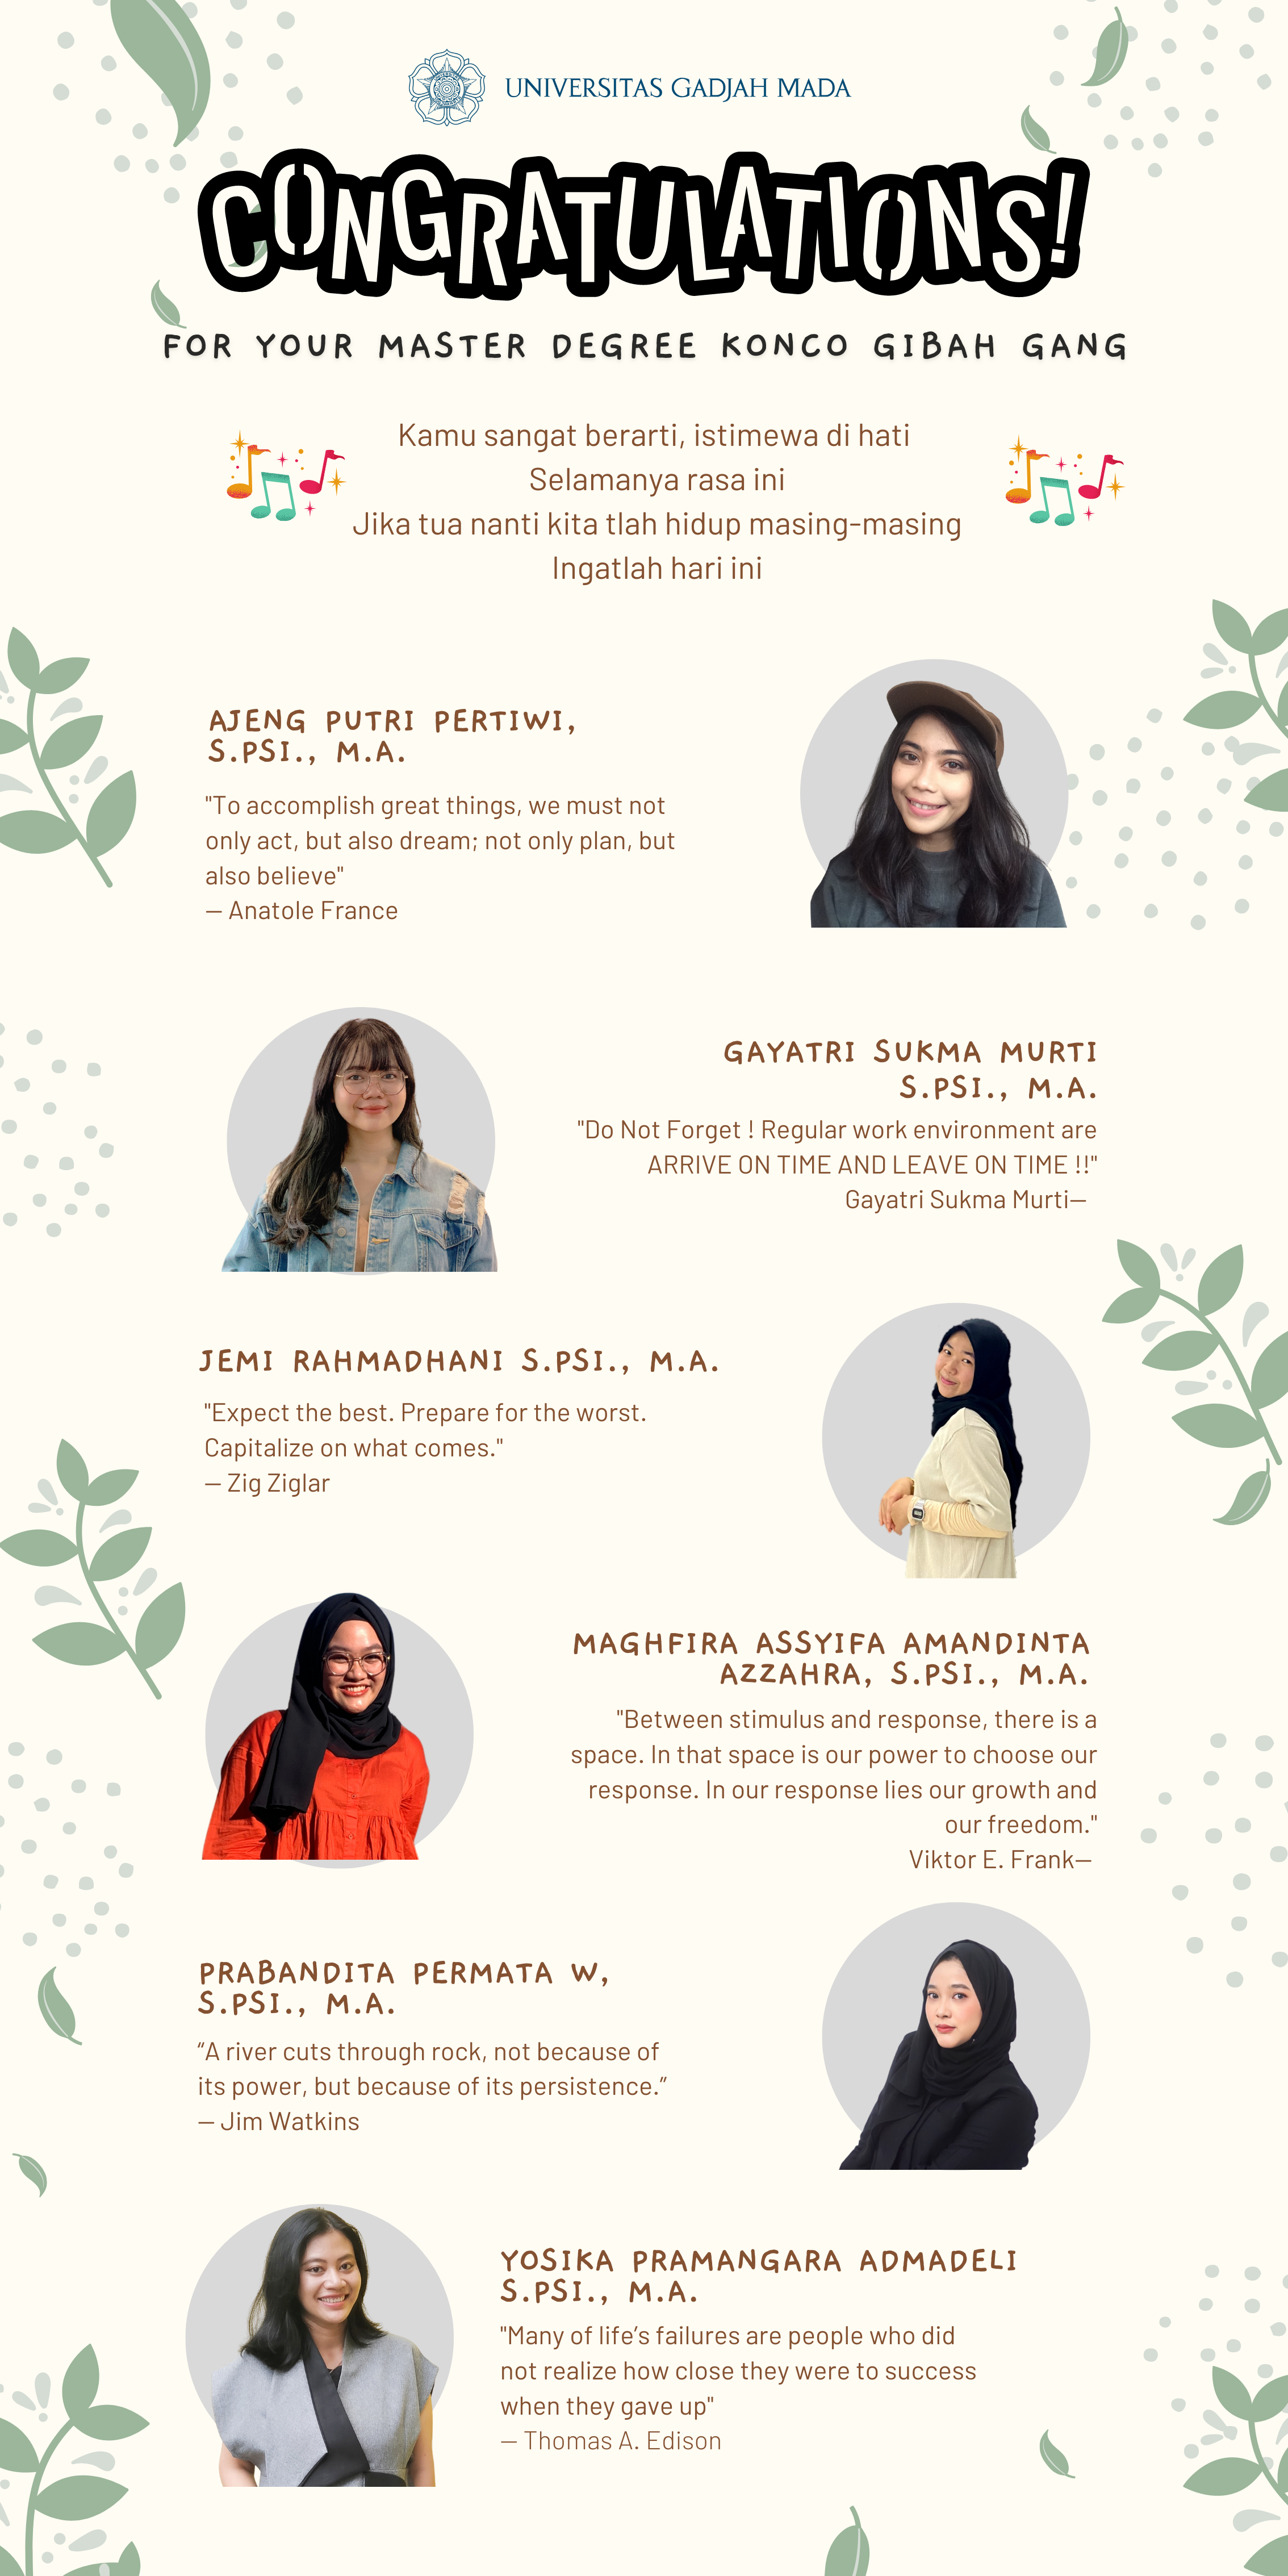 UNIVERSITAS GADJAH MADA
CONGRATULATIONS!
FOR YOUR MASTER DEGREE KONCO GIBAH GANG
Kamu sangat berarti, istimewa di hati
Selamanya rasa ini
Jika tua nanti kita tlah hidup masing-masing
Ingatlah hari ini
AJENG PUTRI PERTIWI,
S.PSI., M.A.
"To accomplish great things, we must not
only act, but also dream; not only plan, but
also believe"
— Anatole France
GAYATRI SUKMA MURTI
S.PSI., M.A.
"Do Not Forget ! Regular work environment are
ARRIVE ON TIME AND LEAVE ON TIME !!"
Gayatri Sukma Murti—
JEMI RAHMADHANI S.PSI., M.A.
"Expect the best. Prepare for the worst.
Capitalize on what comes."
— Zig Ziglar
MAGHFIRA ASSYIFA AMANDINTA
AZZAHRA, S.PSI., M.A.
"Between stimulus and response, there is a
space. In that space is our power to choose our
response. In our response lies our growth and
our freedom."
Viktor E. Frank—
PRABANDITA PERMATA W,
S.PSI., M.A.
“A river cuts through rock, not because of
its power, but because of its persistence.”
— Jim Watkins
YOSIKA PRAMANGARA ADMADELI
S.PSI., M.A.
"Many of life’s failures are people who did
not realize how close they were to success
when they gave up"
— Thomas A. Edison